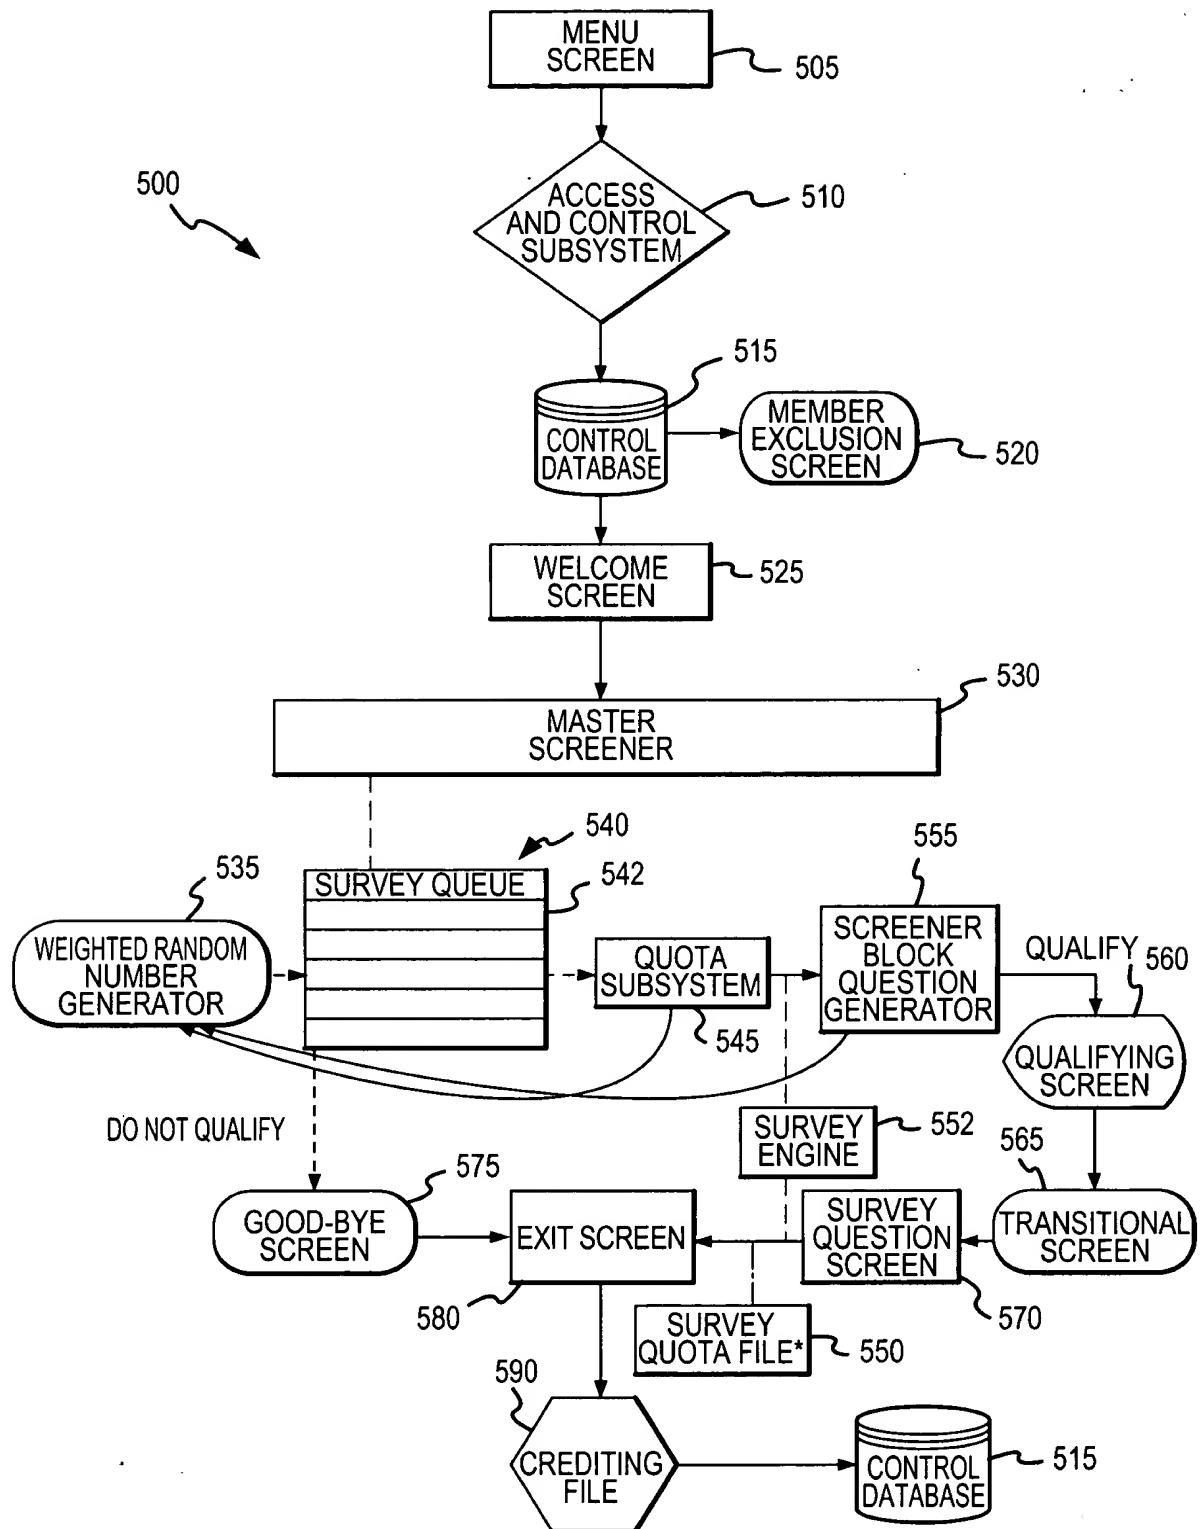 MENU
SCREEN
505
500
ACCESS
AND CONTROL
SUBSYSTEM
510
515
CONTROL
DATABASE
MEMBER
EXCLUSION
SCREEN
520
WELCOME
SCREEN
525
530
MASTER
SCREENER
540
535
SURVEY QUEUE
542
555
WEIGHTED RANDOM
NUMBER
GENERATOR
QUOTA
SUBSYSTEM
545
SCREENER
BLOCK
QUESTION
GENERATOR
QUALIFY
560
QUALIFYING
SCREEN
DO NOT QUALIFY
SURVEY
ENGINE
552
565
575
GOOD-BYE
SCREEN
EXIT SCREEN
580
SURVEY
QUESTION
SCREEN
570
TRANSITIONAL
SCREEN
SURVEY
QUOTA FILE*
550
590
CREDITING
FILE
CONTROL
DATABASE
515